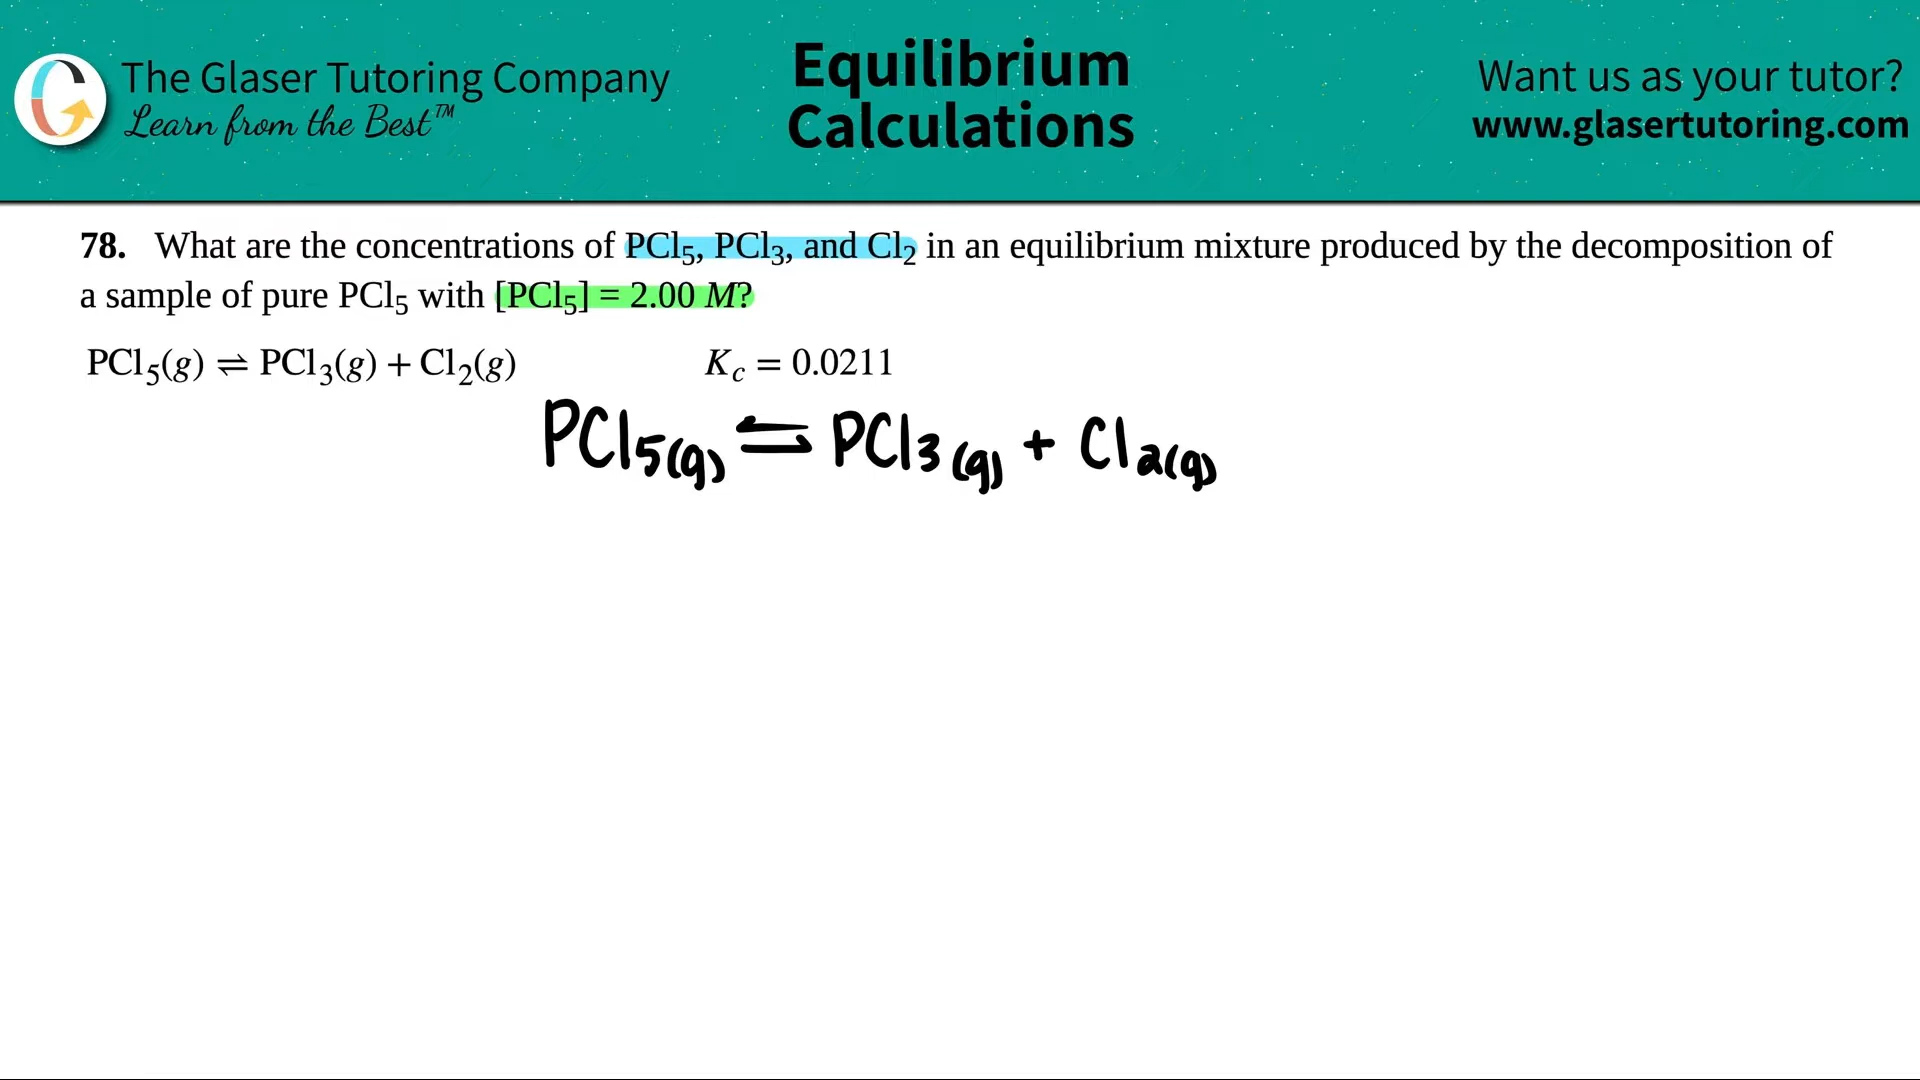 The Glaser Tutoring Company
Learn from the Best™
Equilibrium
Calculations
Want us as your tutor?
www.glasertutoring.com
78. What are the concentrations of PCl₅, PCl₃, and Cl₂ in an equilibrium mixture produced by the decomposition of
a sample of pure PCl₅ with [PCl₅] = 2.00 M?
PCl₅(g) ⇌ PCl₃(g) + Cl₂(g) K꜀ = 0.0211
PCl₅(g) ⇆ PCl₃(g) + Cl₂(g)